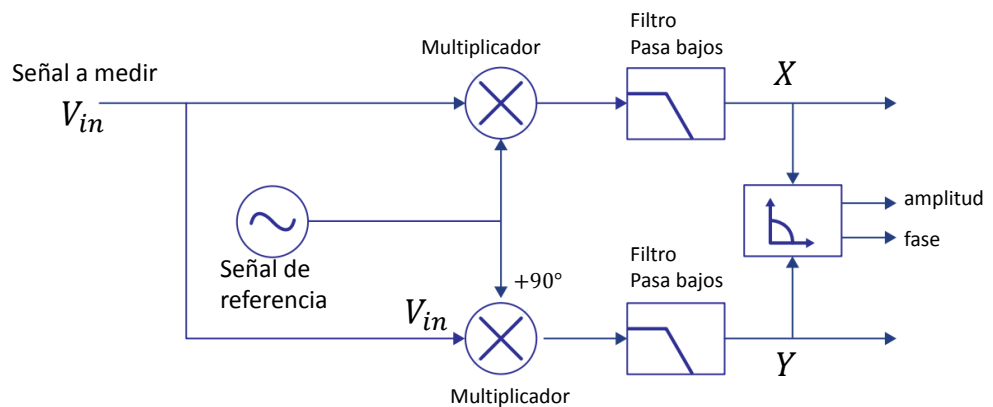 Filtro
Pasa bajos
Multiplicador
Señal a medir
V_in
X
amplitud
fase
Señal de
referencia
+90°
Filtro
Pasa bajos
V_in
Y
Multiplicador